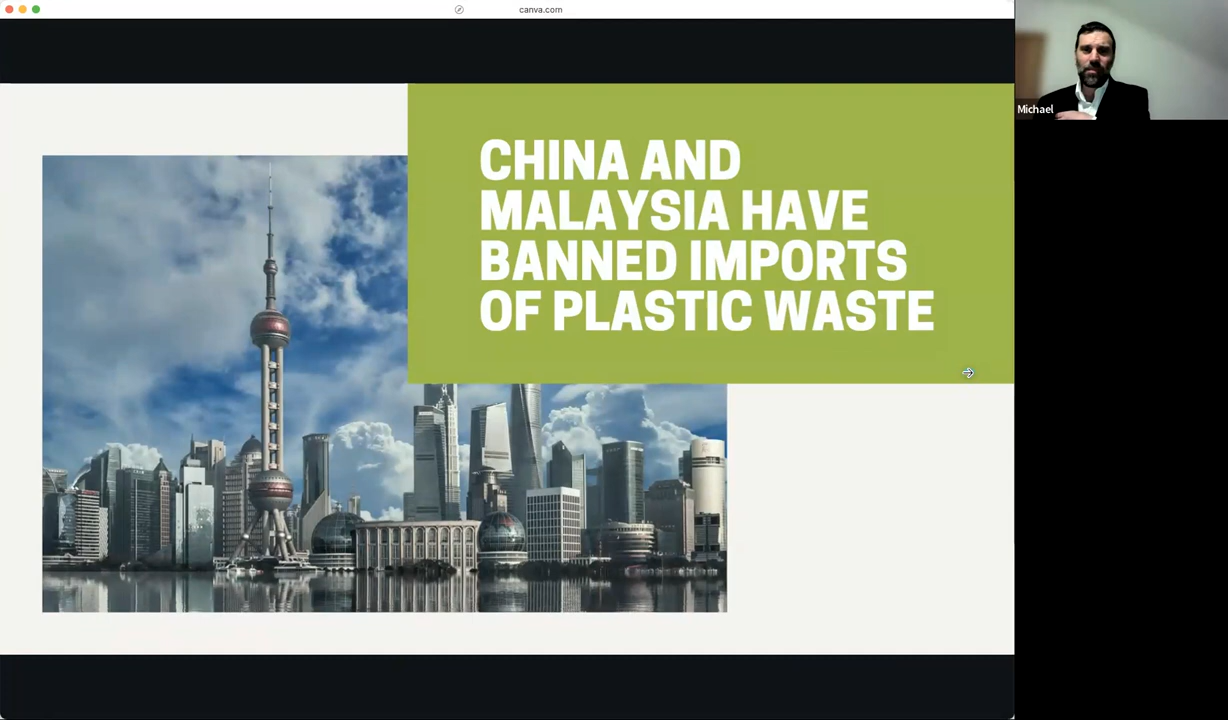 canva.com
CHINA AND
MALAYSIA HAVE
BANNED IMPORTS
OF PLASTIC WASTE
Michael